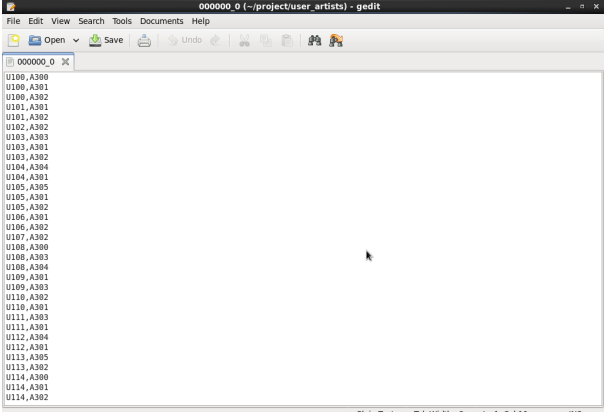 000000_0 (~/project/user_artists) - gedit
File Edit View Search Tools Documents Help
Open Save Undo
000000_0
U100,A300
U100,A301
U100,A302
U101,A301
U101,A302
U102,A302
U103,A303
U103,A301
U103,A302
U104,A304
U104,A301
U105,A305
U105,A301
U105,A302
U106,A301
U106,A302
U107,A302
U108,A300
U108,A303
U108,A304
U109,A301
U109,A303
U110,A302
U110,A301
U111,A303
U111,A301
U112,A304
U112,A301
U113,A305
U113,A302
U114,A300
U114,A301
U114,A302